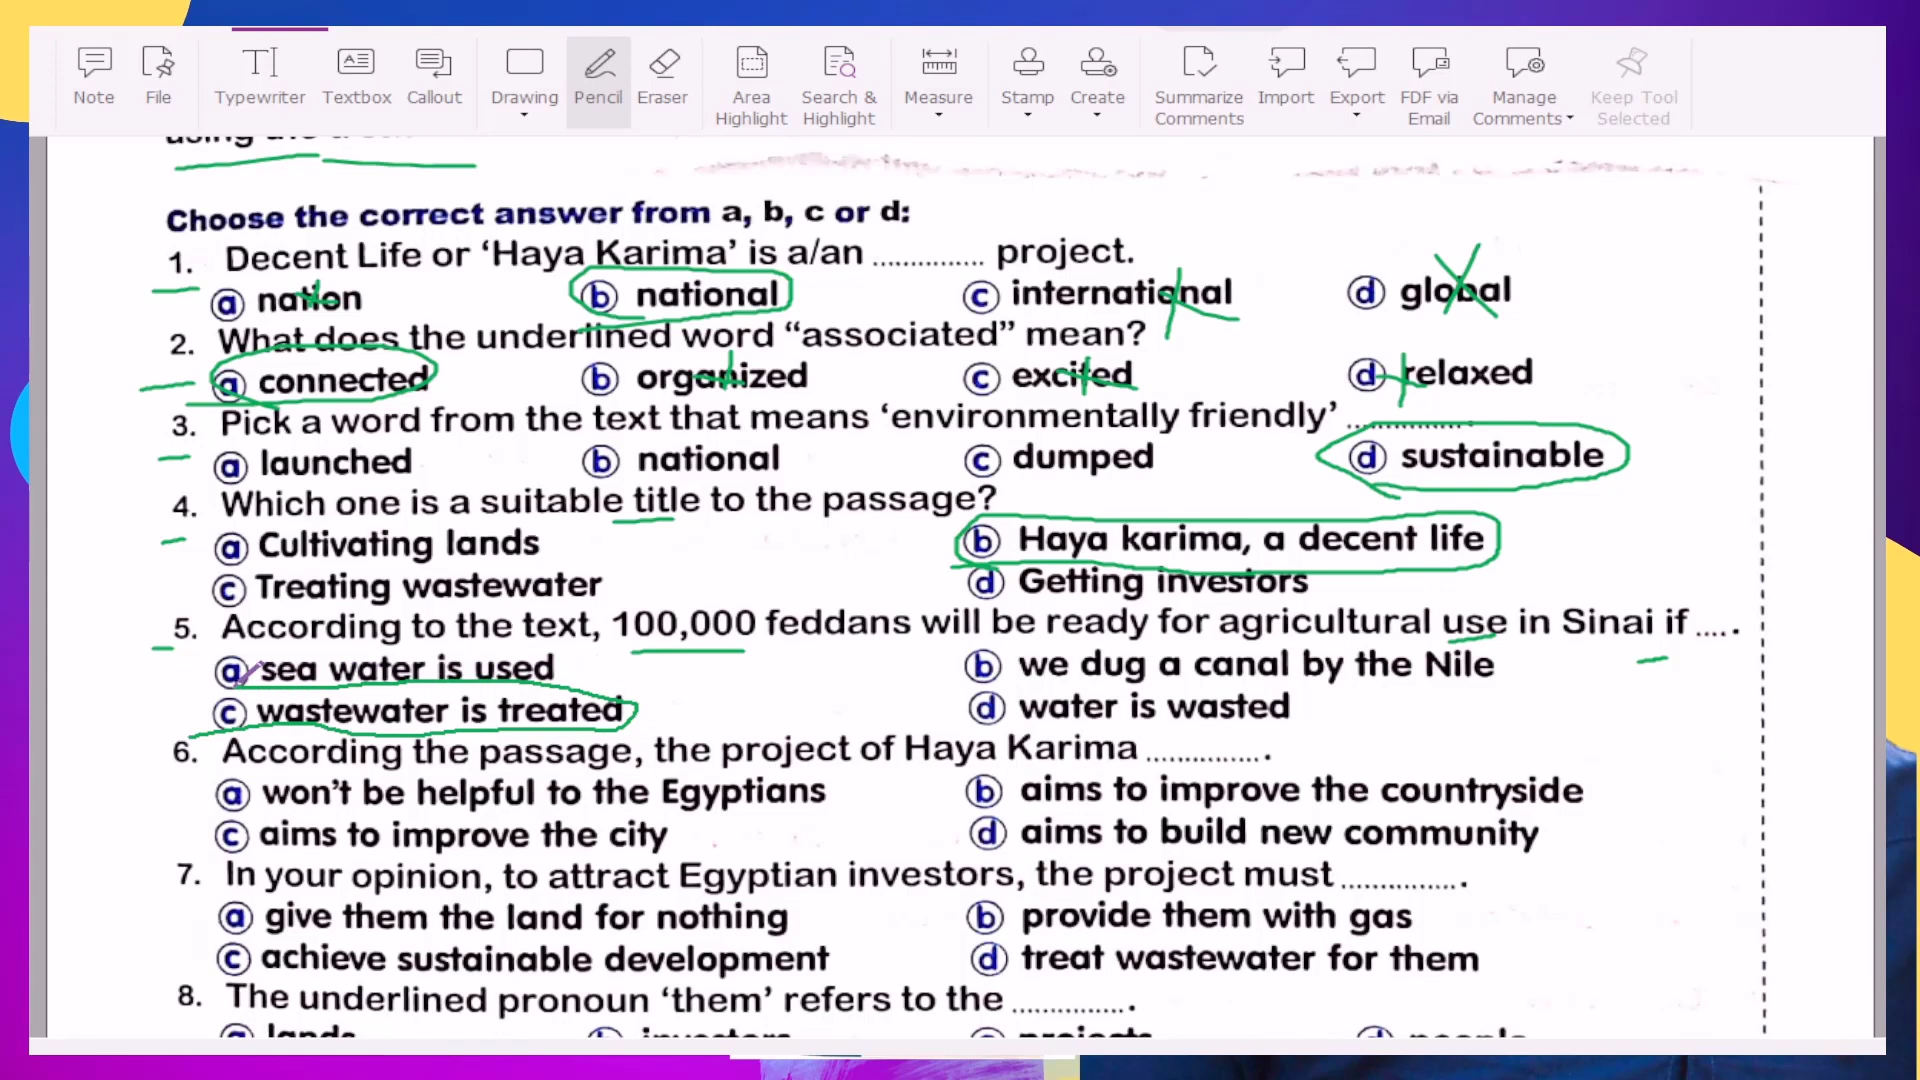 Note File Typewriter Textbox Callout Drawing Pencil Eraser Area Highlight Search & Highlight Measure Stamp Create Summarize Comments Import Export FDF via Email Manage Comments Keep Tool Selected
using
Choose the correct answer from a, b, c or d:
1. Decent Life or ‘Haya Karima’ is a/an .............. project.
a nation b national c international d global
2. What does the underlined word “associated” mean?
a connected b organized c excited d relaxed
3. Pick a word from the text that means ‘environmentally friendly’ ...............
a launched b national c dumped d sustainable
4. Which one is a suitable title to the passage?
a Cultivating lands b Haya karima, a decent life
c Treating wastewater d Getting investors
5. According to the text, 100,000 feddans will be ready for agricultural use in Sinai if .... .
a sea water is used b we dug a canal by the Nile
c wastewater is treated d water is wasted
6. According the passage, the project of Haya Karima .............. .
a won’t be helpful to the Egyptians b aims to improve the countryside
c aims to improve the city d aims to build new community
7. In your opinion, to attract Egyptian investors, the project must .............. .
a give them the land for nothing b provide them with gas
c achieve sustainable development d treat wastewater for them
8. The underlined pronoun ‘them’ refers to the .............. .
a lands b investors c projects d people